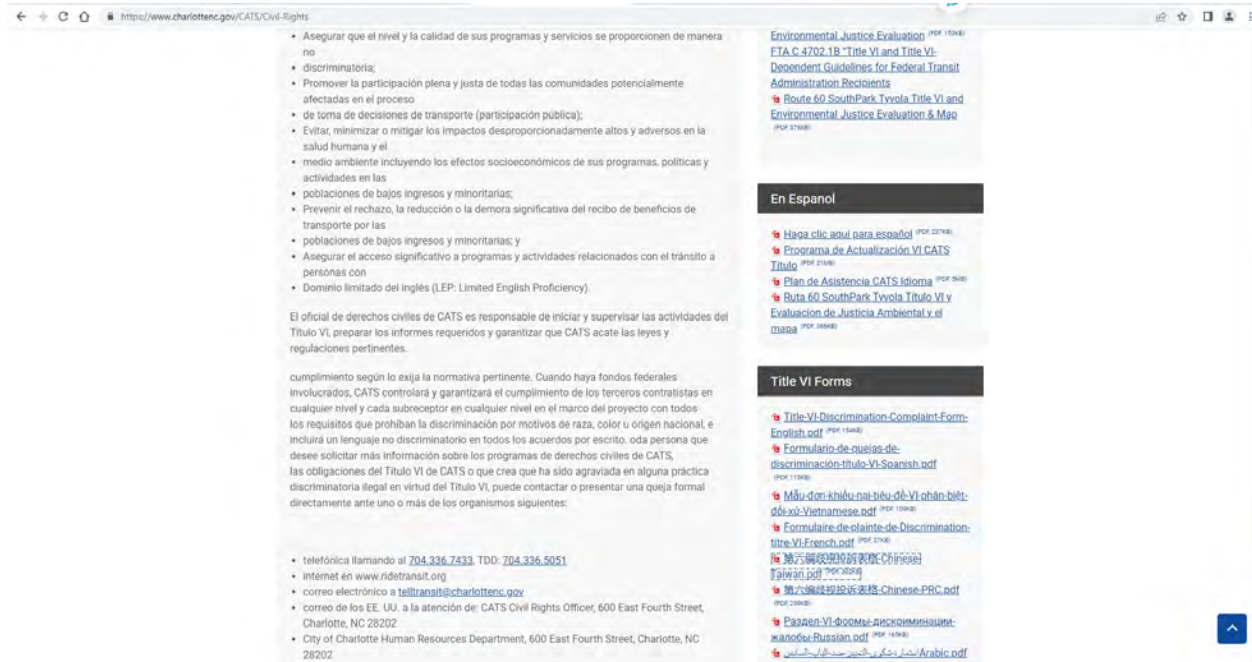 https://www.charlottenc.gov/CATS/Civil-Rights
• Asegurar que el nivel y la calidad de sus programas y servicios se proporcionen de manera
no
• discriminatoria;
• Promover la participación plena y justa de todas las comunidades potencialmente
afectadas en el proceso
• de toma de decisiones de transporte (participación pública);
• Evitar, minimizar o mitigar los impactos desproporcionadamente altos y adversos en la
salud humana y el
• medio ambiente incluyendo los efectos socioeconómicos de sus programas, políticas y
actividades en las
• poblaciones de bajos ingresos y minoritarias;
• Prevenir el rechazo, la reducción o la demora significativa del recibo de beneficios de
transporte por las
• poblaciones de bajos ingresos y minoritarias; y
• Asegurar el acceso significativo a programas y actividades relacionados con el tránsito a
personas con
• Dominio limitado del inglés (LEP: Limited English Proficiency).
El oficial de derechos civiles de CATS es responsable de iniciar y supervisar las actividades del
Título VI, preparar los informes requeridos y garantizar que CATS acate las leyes y
regulaciones pertinentes.
cumplimiento según lo exija la normativa pertinente. Cuando haya fondos federales
involucrados, CATS controlará y garantizará el cumplimiento de los terceros contratistas en
cualquier nivel y cada subreceptor en cualquier nivel en el marco del proyecto con todos
los requisitos que prohíban la discriminación por motivos de raza, color u origen nacional, e
incluirá un lenguaje no discriminatorio en todos los acuerdos por escrito. oda persona que
desee solicitar más información sobre los programas de derechos civiles de CATS,
las obligaciones del Título VI de CATS o que crea que ha sido agraviada en alguna práctica
discriminatoria ilegal en virtud del Título VI, puede contactar o presentar una queja formal
directamente ante uno o más de los organismos siguientes:
• telefónica llamando al 704.336.7433, TDD: 704.336.5051
• internet en www.ridetransit.org
• correo electrónico a telltransit@charlottenc.gov
• correo de los EE. UU. a la atención de: CATS Civil Rights Officer, 600 East Fourth Street,
Charlotte, NC 28202
• City of Charlotte Human Resources Department, 600 East Fourth Street, Charlotte, NC
28202
Environmental Justice Evaluation
FTA C 4702.1B "Title VI and Title VI-
Dependent Guidelines for Federal Transit
Administration Recipients
Route 60 SouthPark Tyvola Title VI and
Environmental Justice Evaluation & Map
En Espanol
Haga clic aquí para español
Programa de Actualización VI CATS
Título
Plan de Asistencia CATS Idioma
Ruta 60 SouthPark Tyvola Título VI y
Evaluacion de Justicia Ambiental y el
mapa
Title VI Forms
Title-VI-Discrimination-Complaint-Form-
English.pdf
Formulario-de-quejas-de-
discriminación-título-VI-Spanish.pdf
Mẫu-đơn-khiếu-nại-tiêu-đề-VI-phân-biệt-
đối-xử-Vietnamese.pdf
Formulaire-de-plainte-de-Discrimination-
titre-VI-French.pdf
第六編歧視投訴表格-Chinese-
Taiwan.pdf
第六编歧视投诉表格-Chinese-PRC.pdf
Раздел-VI-формы-дискриминации-
жалобы-Russian.pdf
Arabic.pdf